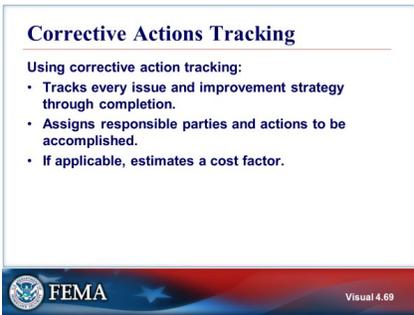 Corrective Actions Tracking
Using corrective action tracking:
• Tracks every issue and improvement strategy
through completion.
• Assigns responsible parties and actions to be
accomplished.
• If applicable, estimates a cost factor.
FEMA
Visual 4.69